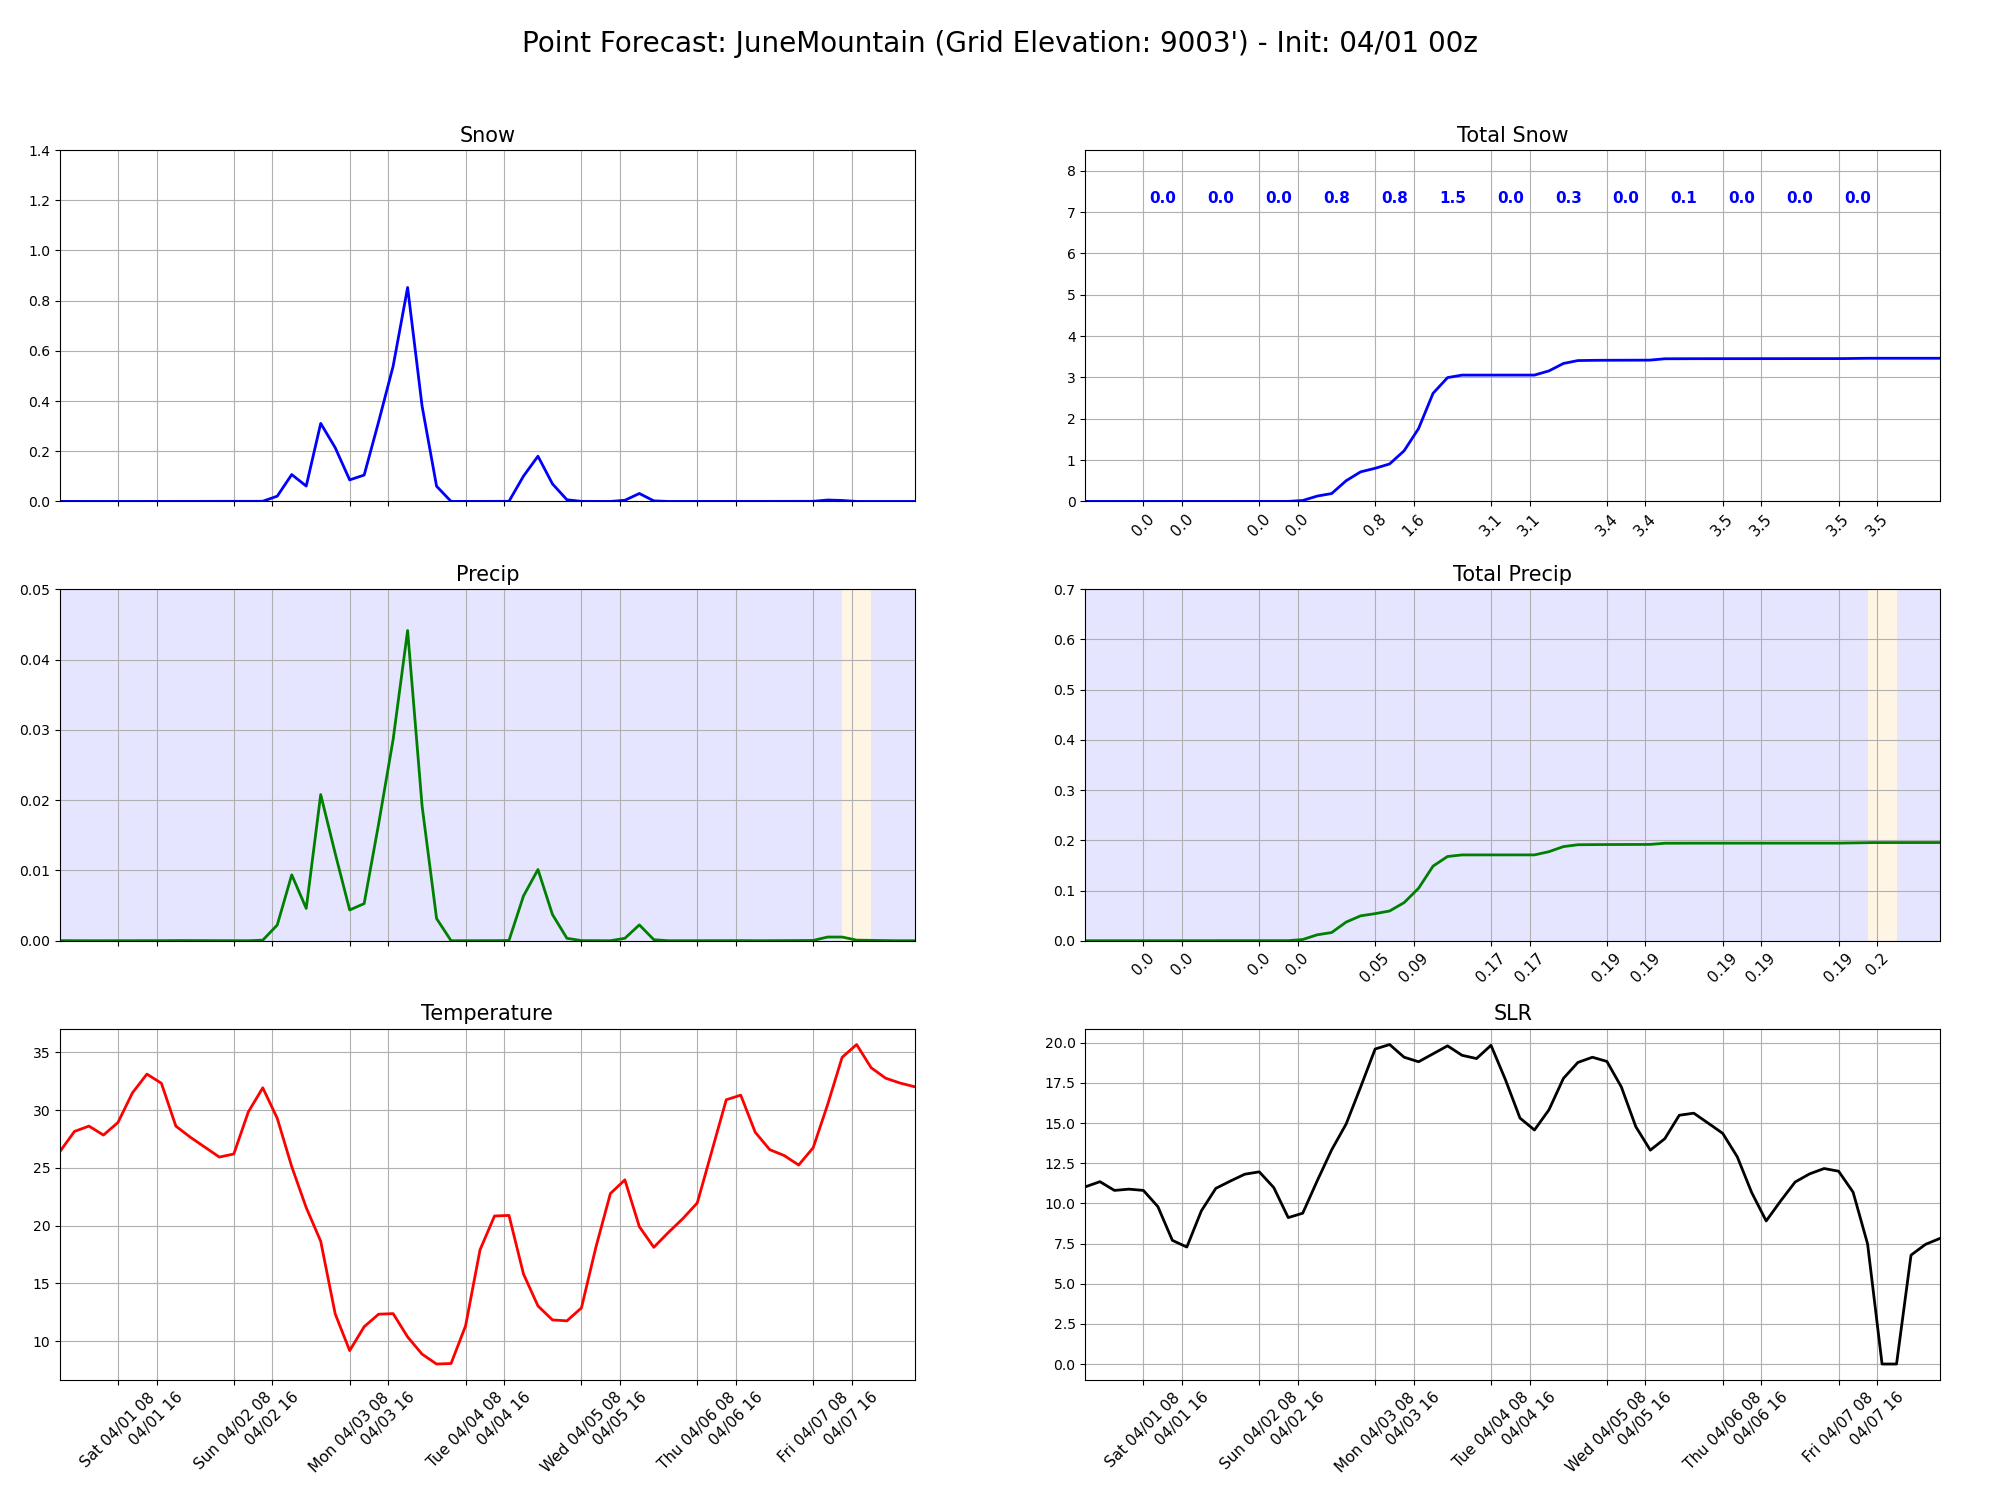 Point Forecast: JuneMountain (Grid Elevation: 9003') - Init: 04/01 00z
Snow
1.4
1.2
1.0
0.8
0.6
0.4
0.2
0.0
Total Snow
8
7
6
5
4
3
2
1
0
0.0 0.0 0.0 0.8 0.8 1.5 0.0 0.3 0.0 0.1 0.0 0.0 0.0
0.0 0.0 0.0 0.0 0.8 1.6 3.1 3.1 3.4 3.4 3.5 3.5 3.5 3.5
Precip
0.05
0.04
0.03
0.02
0.01
0.00
Total Precip
0.7
0.6
0.5
0.4
0.3
0.2
0.1
0.0
0.0 0.0 0.0 0.0 0.05 0.09 0.17 0.17 0.19 0.19 0.19 0.19 0.19 0.2
Temperature
35
30
25
20
15
10
Sat 04/01 08
04/01 16
Sun 04/02 08
04/02 16
Mon 04/03 08
04/03 16
Tue 04/04 08
04/04 16
Wed 04/05 08
04/05 16
Thu 04/06 08
04/06 16
Fri 04/07 08
04/07 16
SLR
20.0
17.5
15.0
12.5
10.0
7.5
5.0
2.5
0.0
Sat 04/01 08
04/01 16
Sun 04/02 08
04/02 16
Mon 04/03 08
04/03 16
Tue 04/04 08
04/04 16
Wed 04/05 08
04/05 16
Thu 04/06 08
04/06 16
Fri 04/07 08
04/07 16